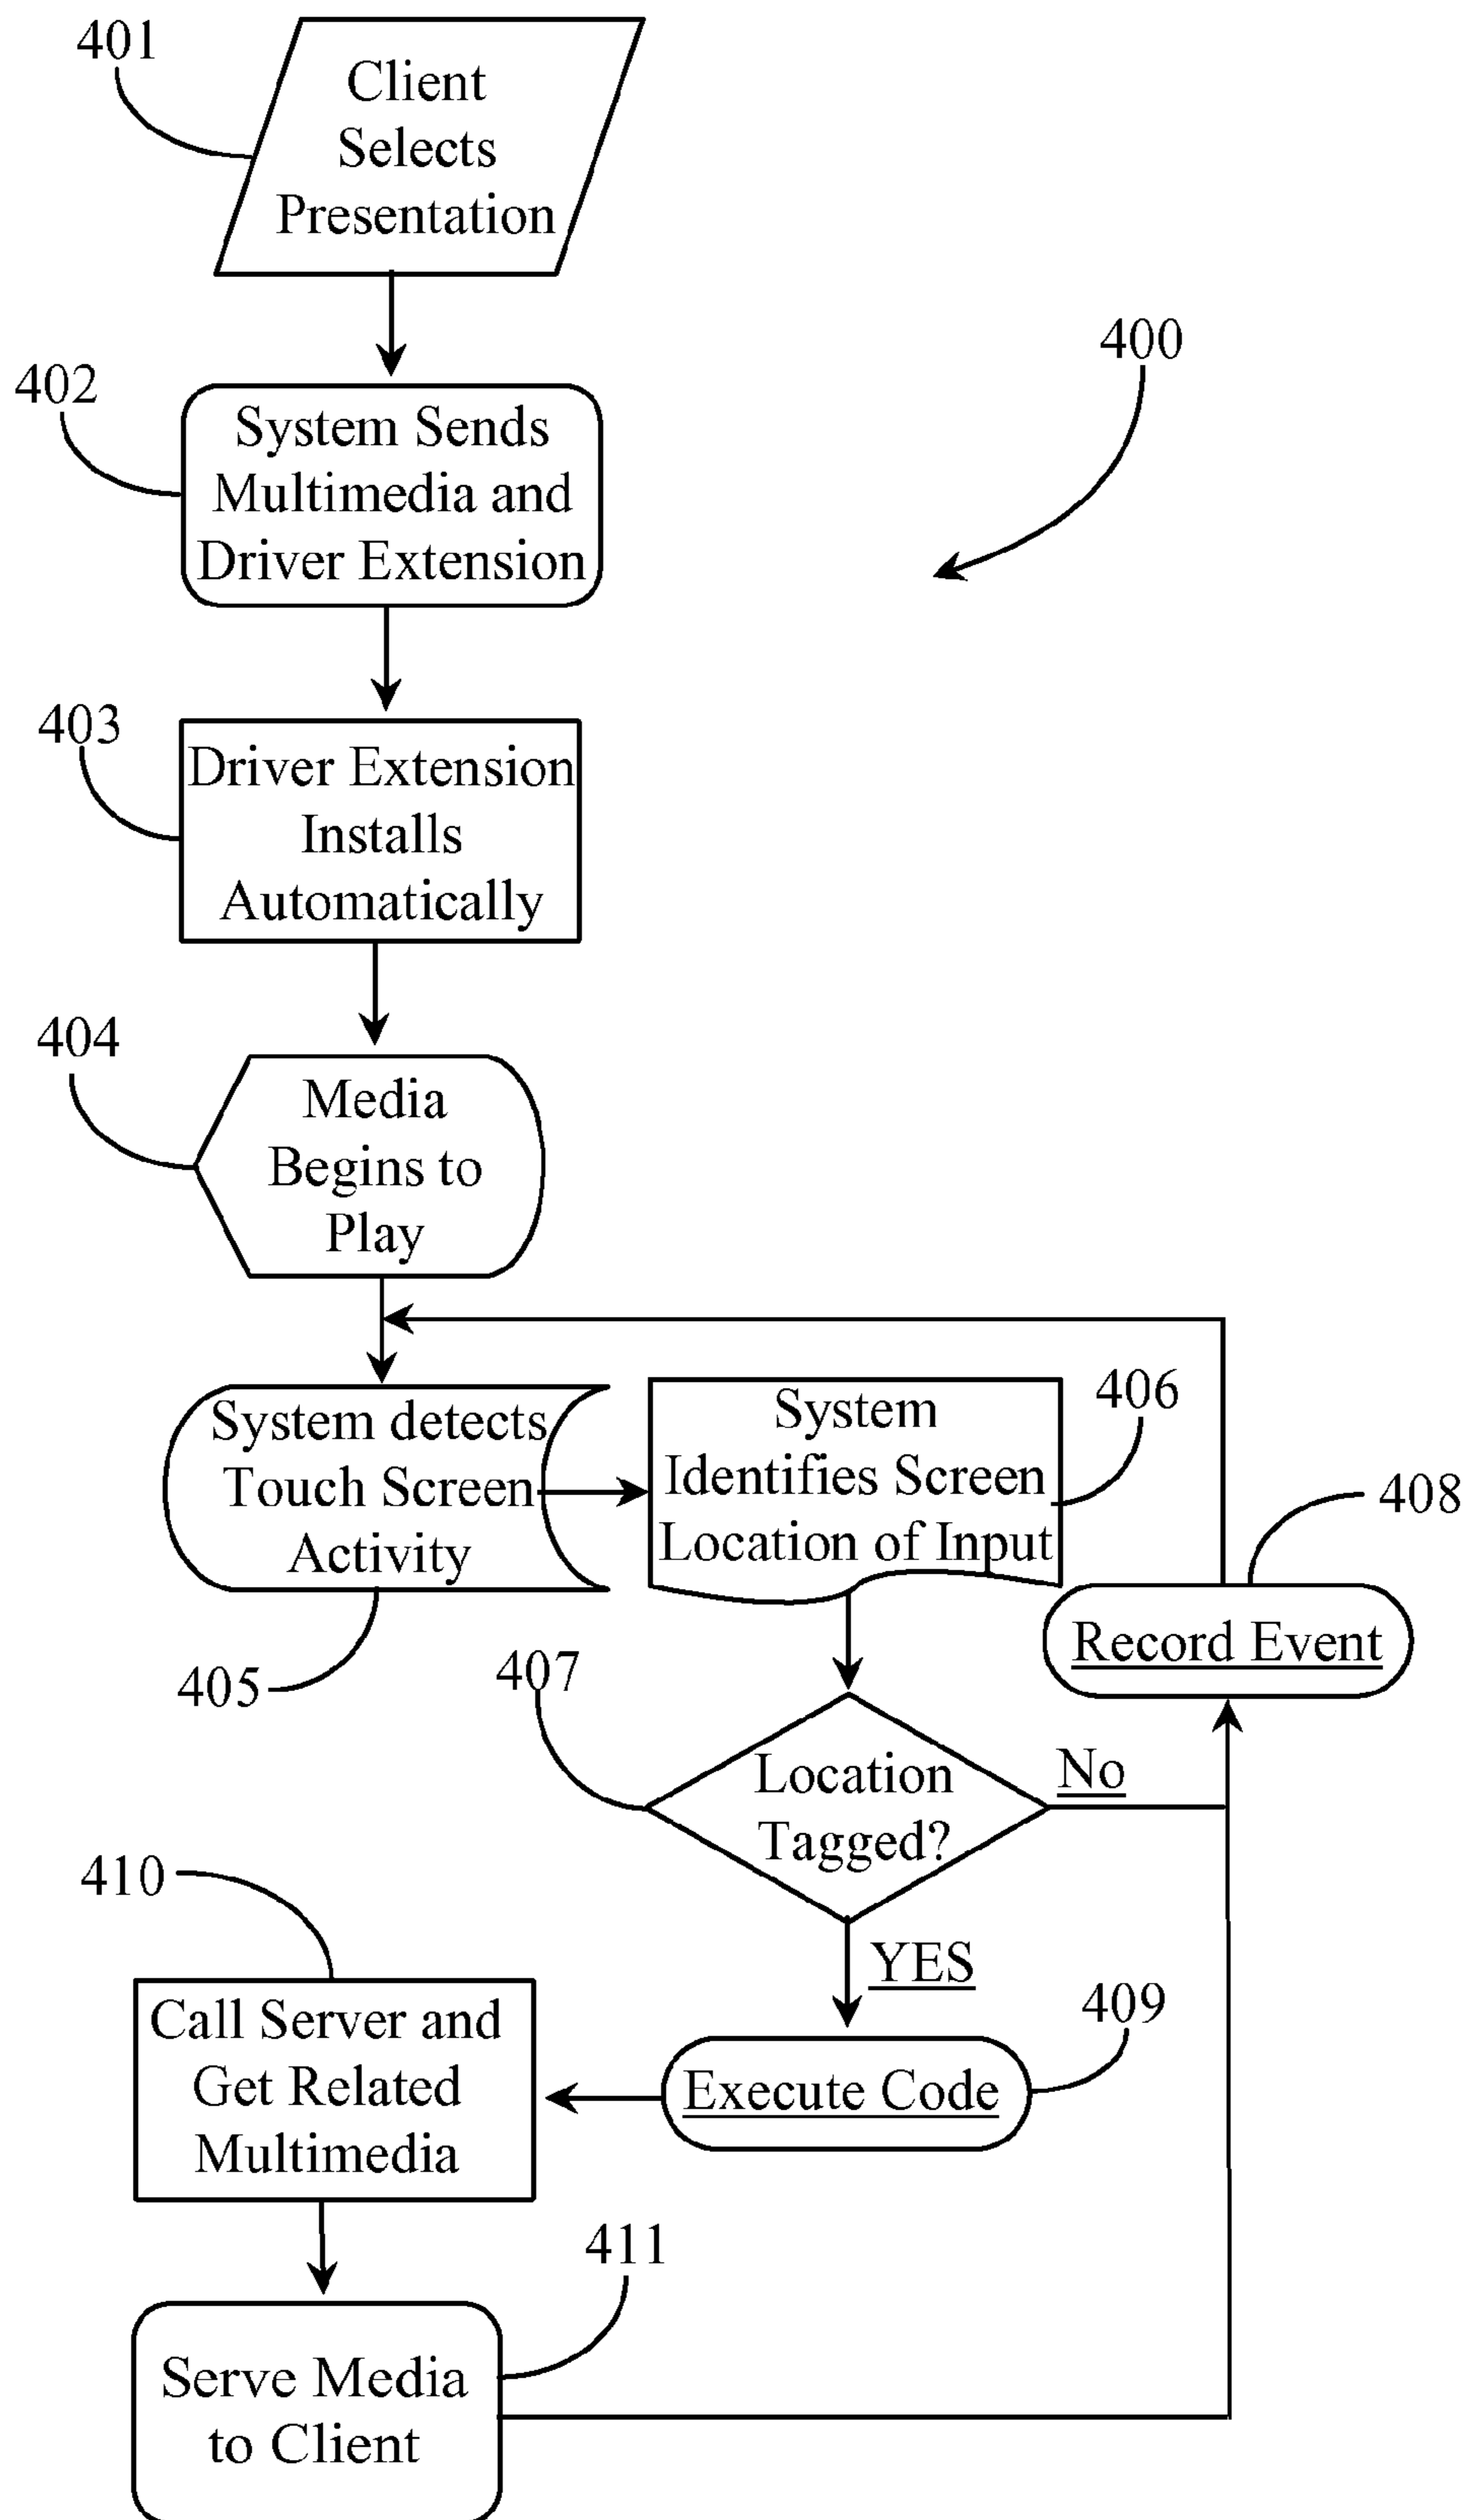 401
Client
Selects
Presentation
400
402
System Sends
Multimedia and
Driver Extension
403
Driver Extension
Installs
Automatically
404
Media
Begins to
Play
405
System detects
Touch Screen
Activity
406
System
Identifies Screen
Location of Input
408
Record Event
407
Location
Tagged?
No
YES
409
Execute Code
410
Call Server and
Get Related
Multimedia
411
Serve Media
to Client